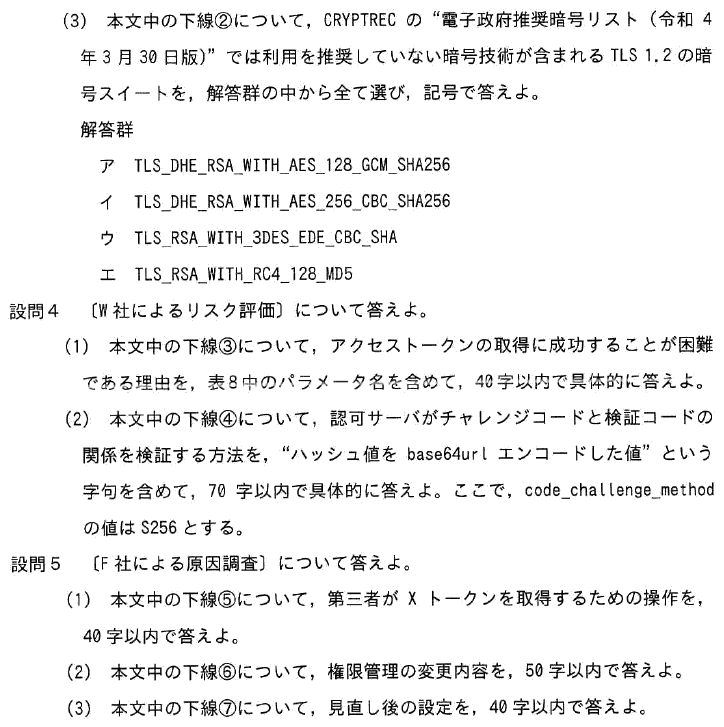 (3) 本文中の下線②について，CRYPTREC の“電子政府推奨暗号リスト（令和 4
年 3 月 30 日版）”では利用を推奨していない暗号技術が含まれる TLS 1.2 の暗
号スイートを，解答群の中から全て選び，記号で答えよ。
解答群
ア TLS_DHE_RSA_WITH_AES_128_GCM_SHA256
イ TLS_DHE_RSA_WITH_AES_256_CBC_SHA256
ウ TLS_RSA_WITH_3DES_EDE_CBC_SHA
エ TLS_RSA_WITH_RC4_128_MD5
設問４ 〔W 社によるリスク評価〕について答えよ。
(1) 本文中の下線③について，アクセストークンの取得に成功することが困難
である理由を，表８中のパラメータ名を含めて，40 字以内で具体的に答えよ。
(2) 本文中の下線④について，認可サーバがチャレンジコードと検証コードの
関係を検証する方法を，“ハッシュ値を base64url エンコードした値”という
字句を含めて，70 字以内で具体的に答えよ。ここで，code_challenge_method
の値は S256 とする。
設問５ 〔F 社による原因調査〕について答えよ。
(1) 本文中の下線⑤について，第三者が X トークンを取得するための操作を，
40 字以内で答えよ。
(2) 本文中の下線⑥について，権限管理の変更内容を，50 字以内で答えよ。
(3) 本文中の下線⑦について，見直し後の設定を，40 字以内で答えよ。